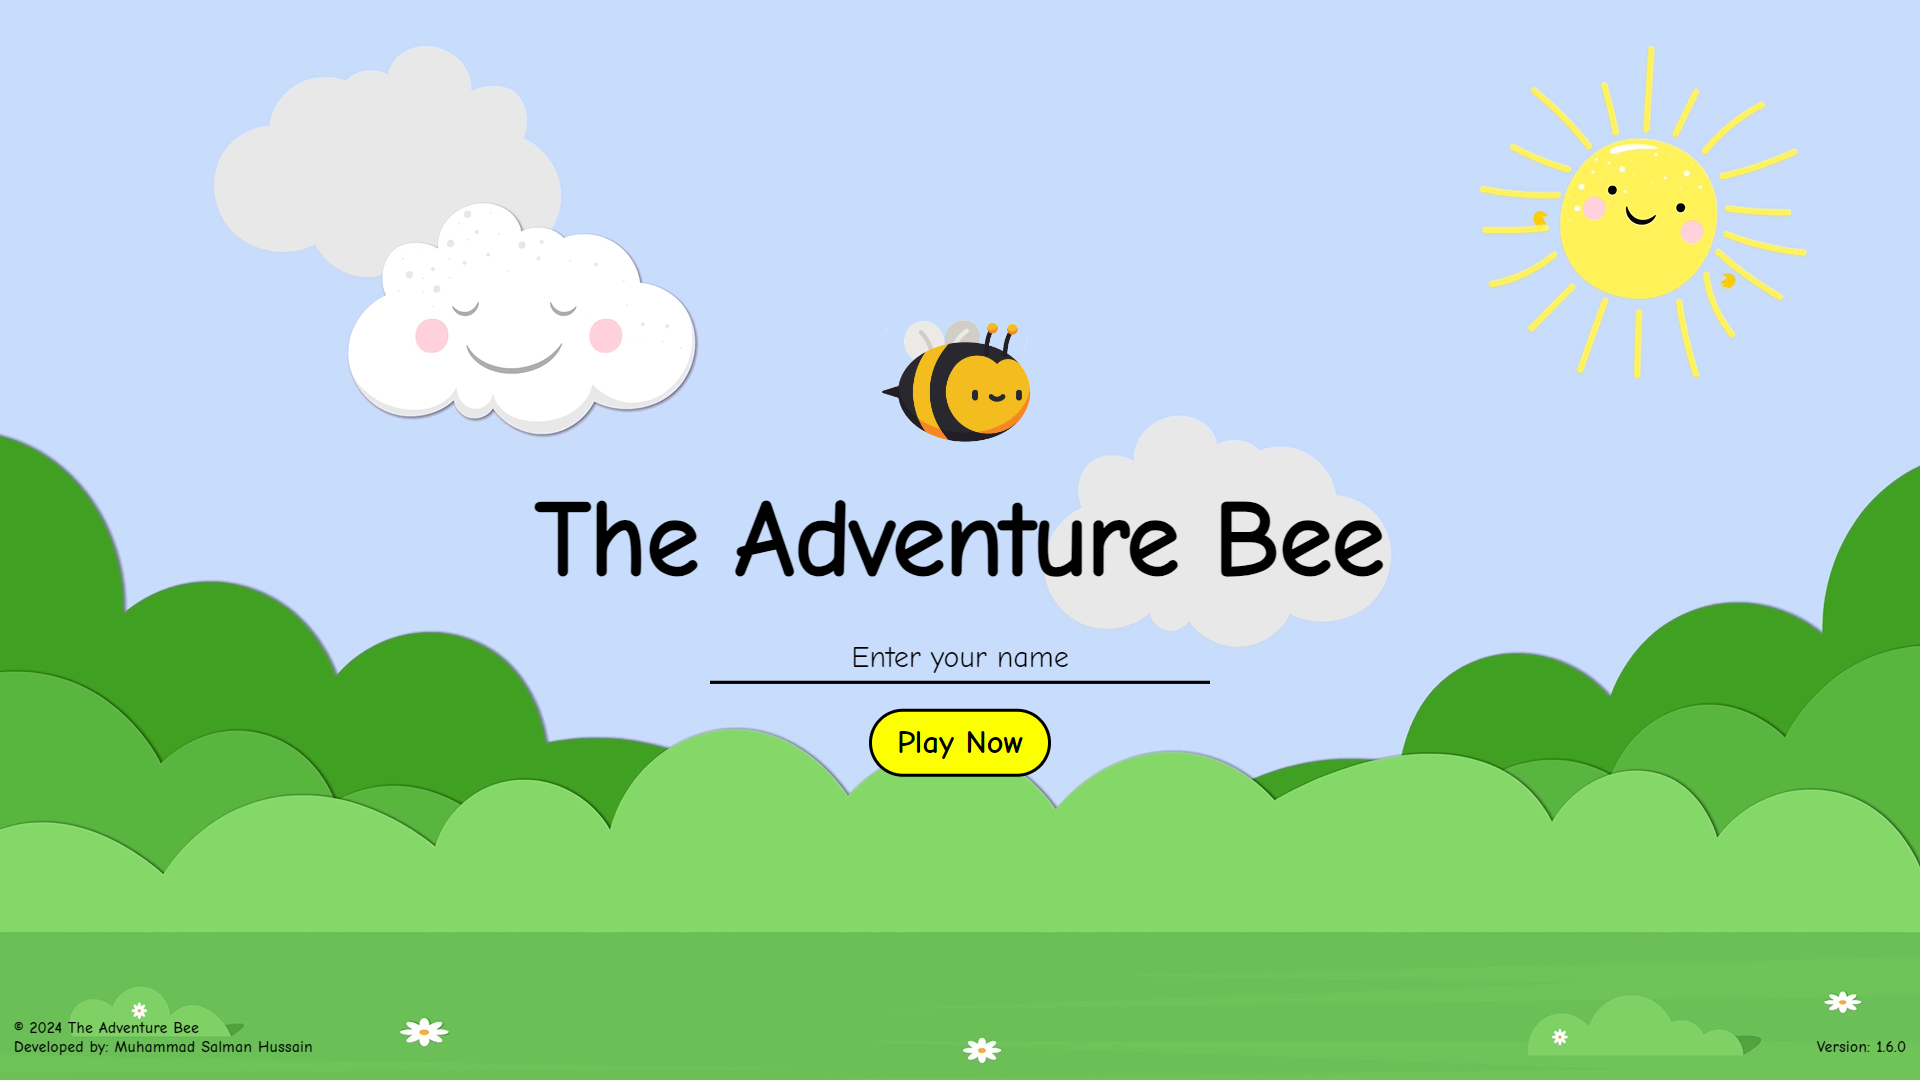 The Adventure Bee
Enter your name
Play Now
© 2024 The Adventure Bee
Developed by: Muhammad Salman Hussain
Version: 1.6.0